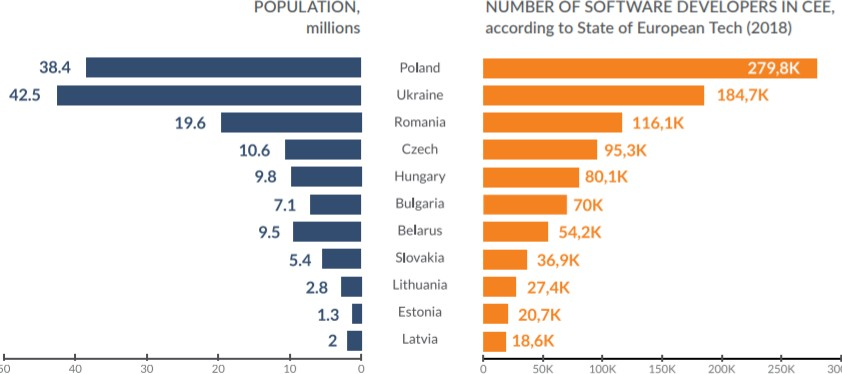 POPULATION,
millions
NUMBER OF SOFTWARE DEVELOPERS IN CEE,
according to State of European Tech (2018)
38.4 Poland 279,8K
42.5 Ukraine 184,7K
19.6 Romania 116,1K
10.6 Czech 95,3K
9.8 Hungary 80,1K
7.1 Bulgaria 70K
9.5 Belarus 54,2K
5.4 Slovakia 36,9K
2.8 Lithuania 27,4K
1.3 Estonia 20,7K
2 Latvia 18,6K
40 30 20 10 0 0 50K 100K 150K 200K 250K